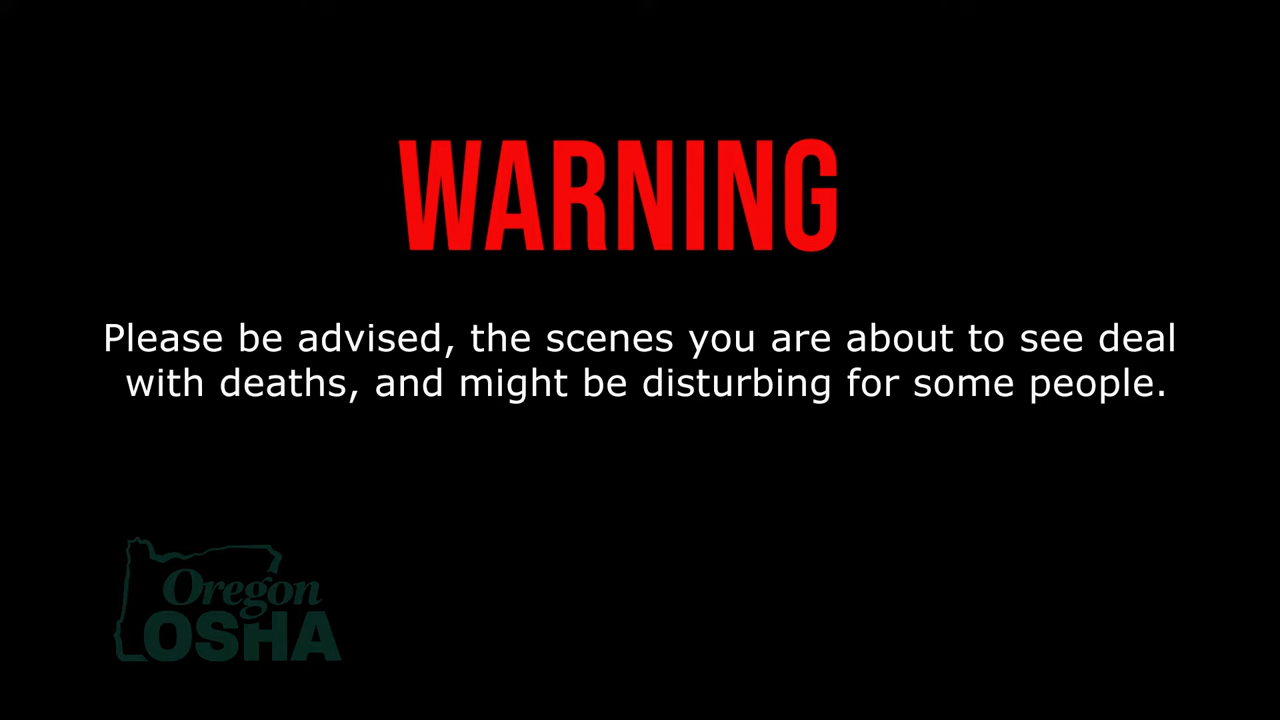 WARNING
Please be advised, the scenes you are about to see deal
with deaths, and might be disturbing for some people.
Oregon
OSHA